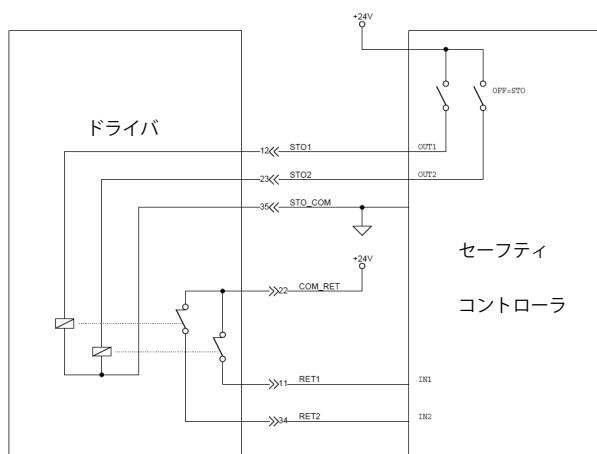 +24V
OFF=STO
ドライバ
12 STO1 OUT1
23 STO2 OUT2
35 STO_COM
セーフティ
+24V
コントローラ
22 COM_RET
11 RET1 IN1
34 RET2 IN2